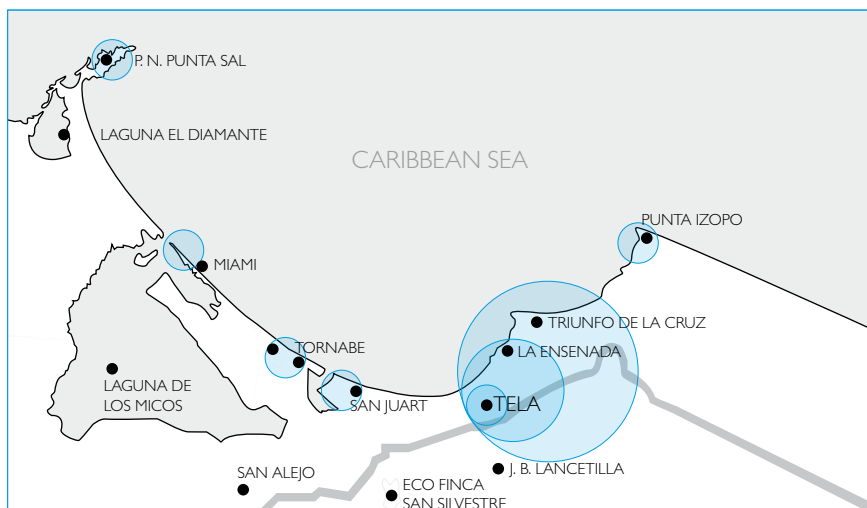 P. N. PUNTA SAL
LAGUNA EL DIAMANTE
CARIBBEAN SEA
PUNTA IZOPO
MIAMI
TRIUNFO DE LA CRUZ
TORNABE
LA ENSENADA
LAGUNA DE
LOS MICOS
SAN JUART
TELA
SAN ALEJO
J. B. LANCETILLA
ECO FINCA
SAN SILVESTRE